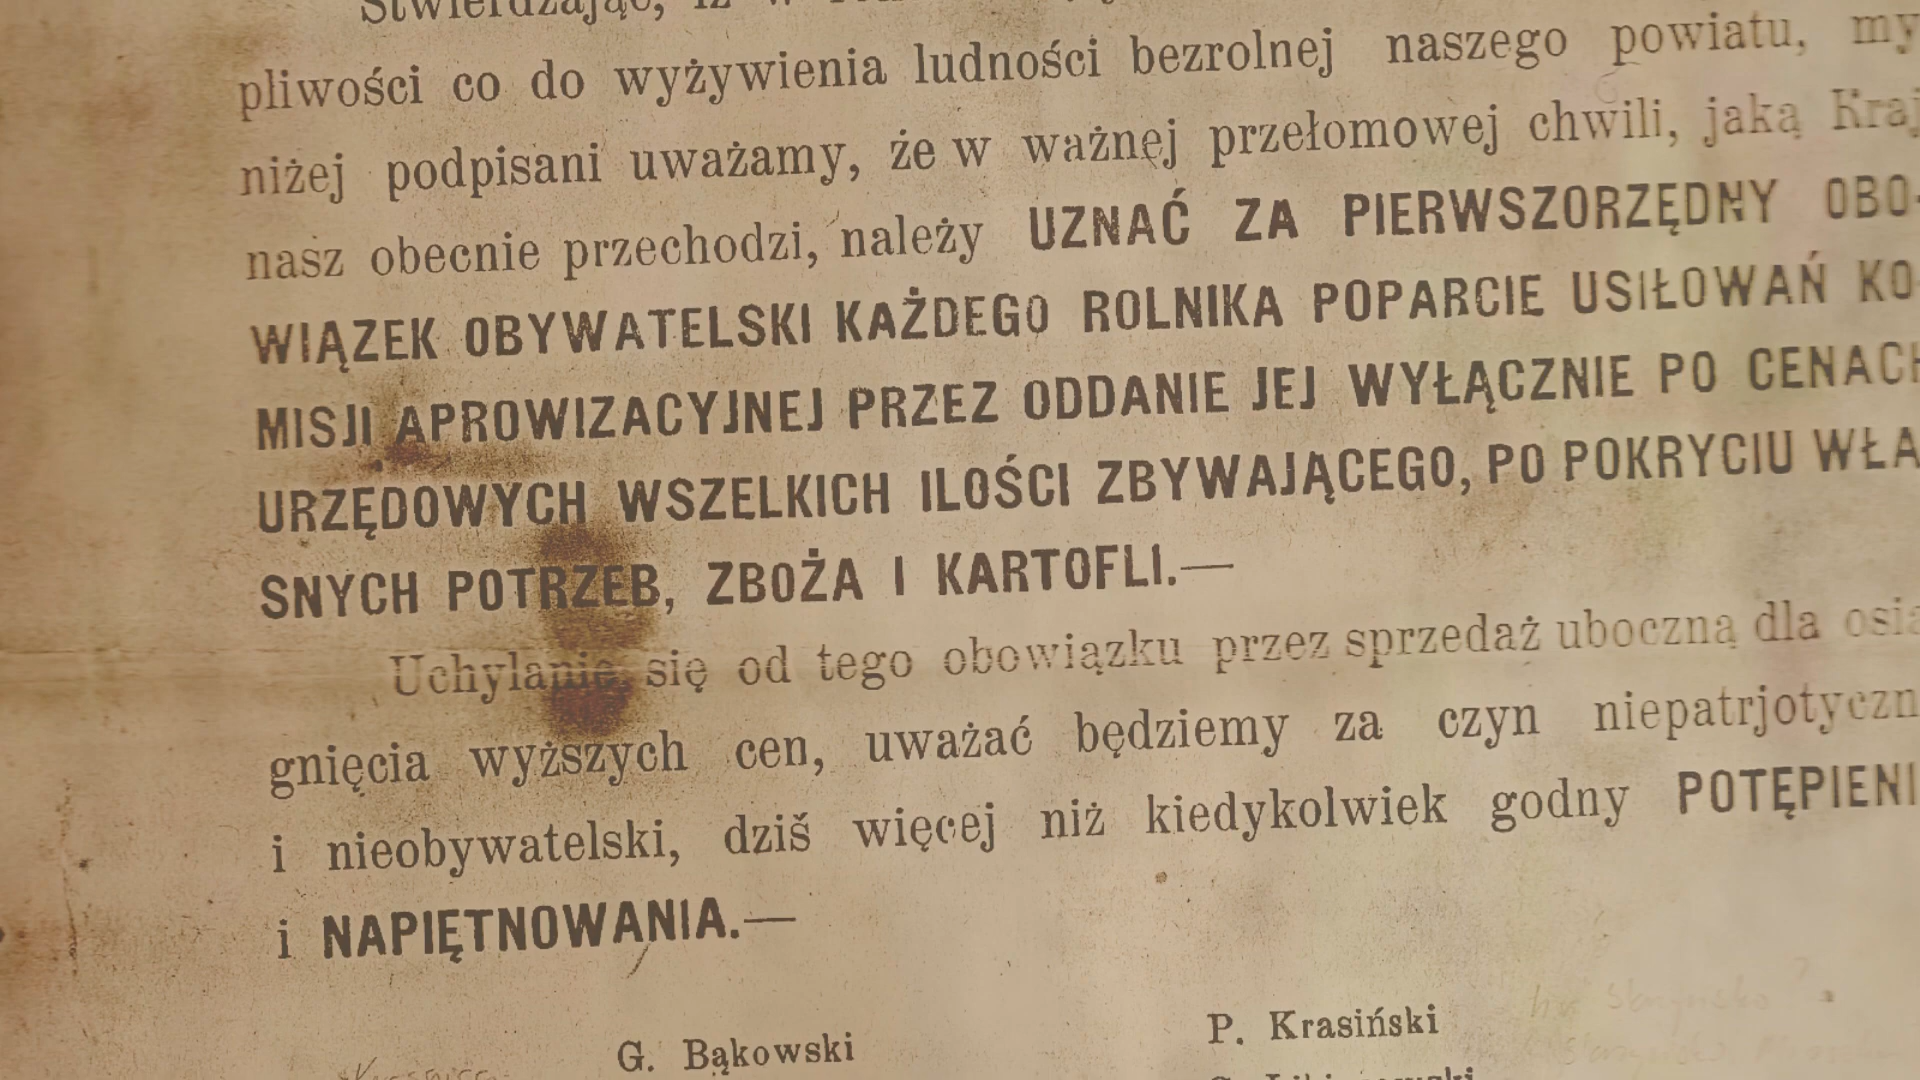 Stwierdzając, iż w
pliwości co do wyżywienia ludności bezrolnej naszego powiatu, my
niżej podpisani uważamy, że w ważnej przełomowej chwili, jaką Kraj
nasz obecnie przechodzi, należy UZNAĆ ZA PIERWSZORZĘDNY OBO-
WIĄZEK OBYWATELSKI KAŻDEGO ROLNIKA POPARCIE USIŁOWAŃ KO-
MISJI APROWIZACYJNEJ PRZEZ ODDANIE JEJ WYŁĄCZNIE PO CENACH
URZĘDOWYCH WSZELKICH ILOŚCI ZBYWAJĄCEGO, PO POKRYCIU WŁA
SNYCH POTRZEB, ZBOŻA I KARTOFLI.—
Uchylanie się od tego obowiązku przez sprzedaż uboczną dla osią
gnięcia wyższych cen, uważać będziemy za czyn niepatrjotyczn
i nieobywatelski, dziś więcej niż kiedykolwiek godny POTĘPIENI
i NAPIĘTNOWANIA.—
G. Bąkowski P. Krasiński